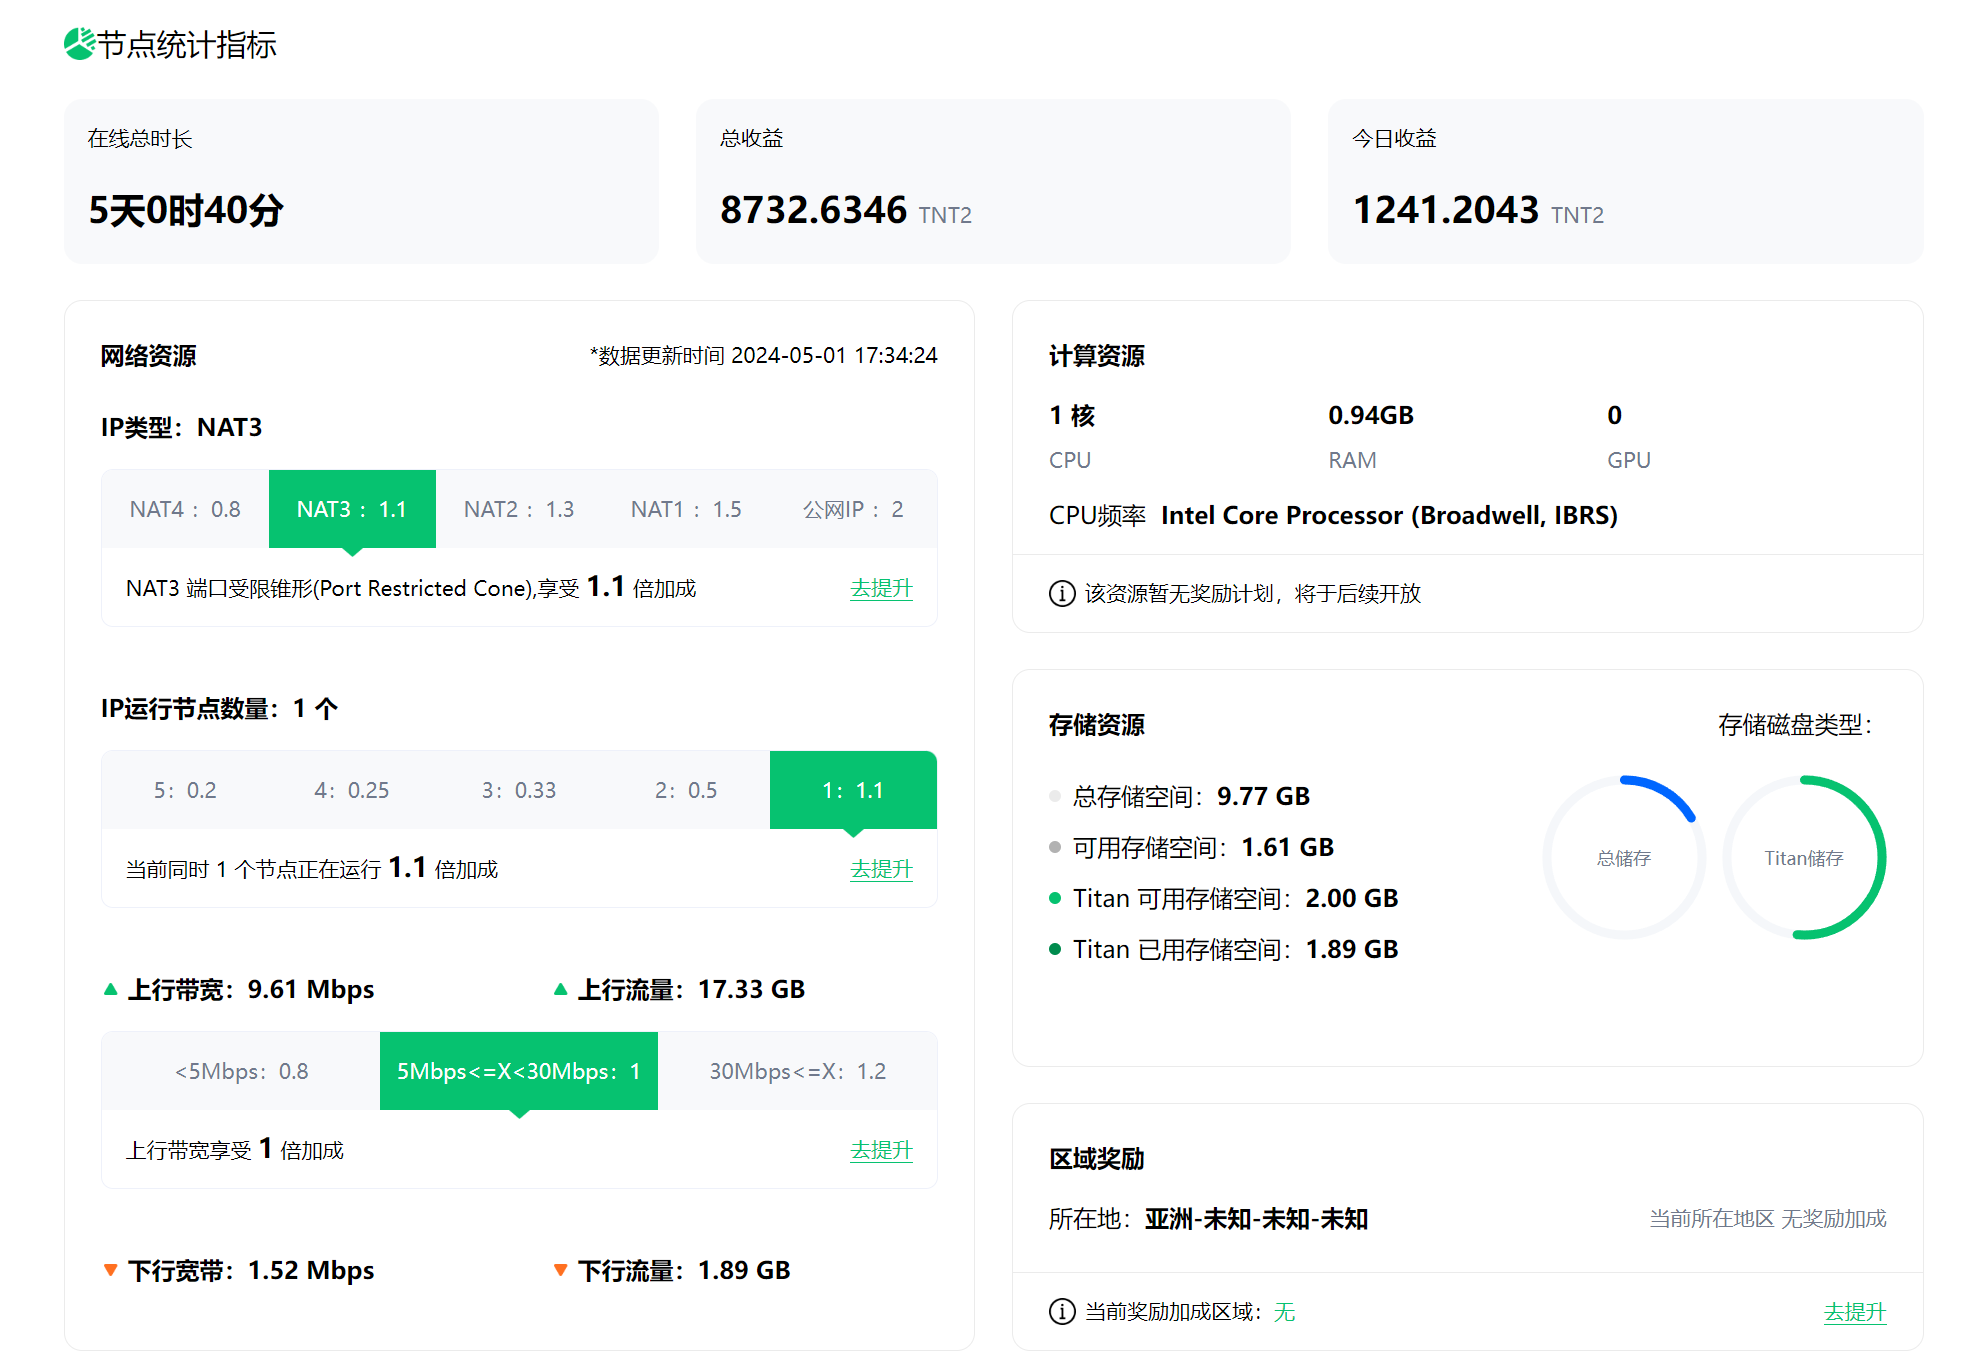 节点统计指标
在线总时长
5天0时40分
总收益
8732.6346 TNT2
今日收益
1241.2043 TNT2
网络资源
*数据更新时间 2024-05-01 17:34:24
IP类型：NAT3
NAT4： 0.8
NAT3： 1.1
NAT2： 1.3
NAT1： 1.5
公网IP： 2
NAT3 端口受限锥形(Port Restricted Cone),享受 1.1 倍加成
去提升
IP运行节点数量：1 个
5：0.2
4：0.25
3：0.33
2：0.5
1：1.1
当前同时 1 个节点正在运行 1.1 倍加成
去提升
上行带宽：9.61 Mbps
上行流量：17.33 GB
<5Mbps：0.8
5Mbps<=X<30Mbps：1
30Mbps<=X：1.2
上行带宽享受 1 倍加成
去提升
下行宽带：1.52 Mbps
下行流量：1.89 GB
计算资源
1 核
0.94GB
0
CPU
RAM
GPU
CPU频率 Intel Core Processor (Broadwell, IBRS)
该资源暂无奖励计划，将于后续开放
存储资源
存储磁盘类型：
总存储空间：9.77 GB
可用存储空间：1.61 GB
Titan 可用存储空间：2.00 GB
Titan 已用存储空间：1.89 GB
总储存
Titan储存
区域奖励
所在地：亚洲-未知-未知-未知
当前所在地区 无奖励加成
当前奖励加成区域：无
去提升